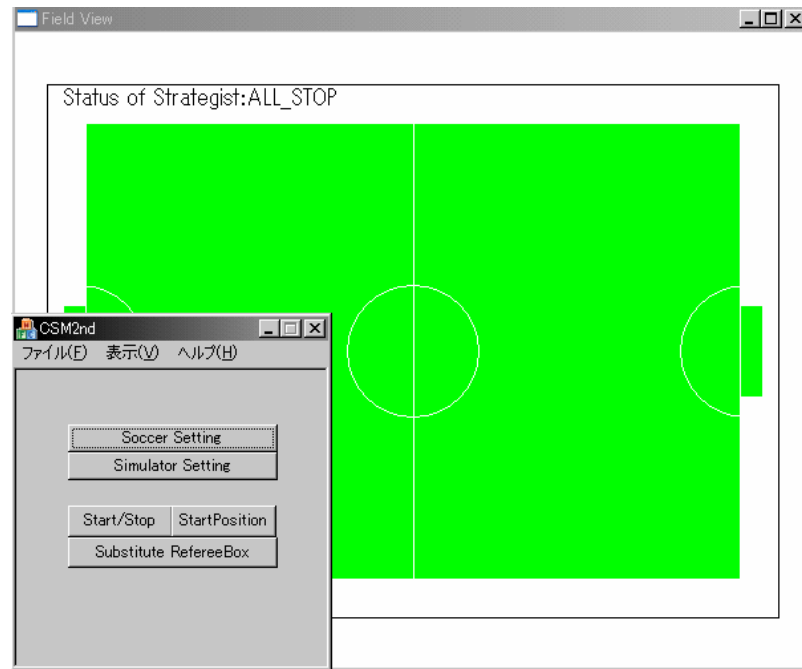 Field View
Status of Strategist:ALL_STOP
CSM2nd
ファイル(F) 表示(V) ヘルプ(H)
Soccer Setting
Simulator Setting
Start/Stop StartPosition
Substitute RefereeBox